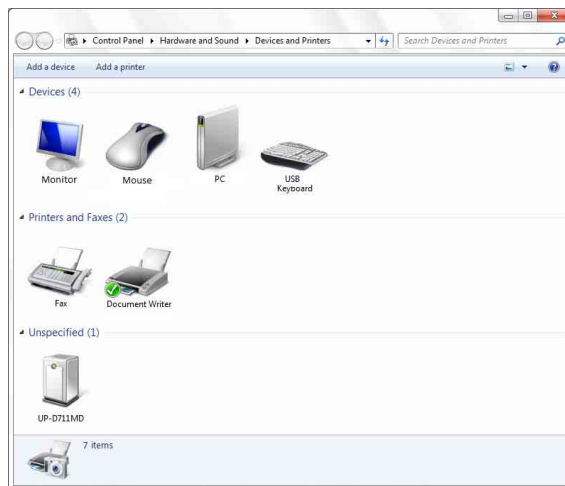 Control Panel ▸ Hardware and Sound ▸ Devices and Printers
Search Devices and Printers
Add a device Add a printer
Devices (4)
Monitor Mouse PC USB Keyboard
Printers and Faxes (2)
Fax Document Writer
Unspecified (1)
UP-D711MD
7 items